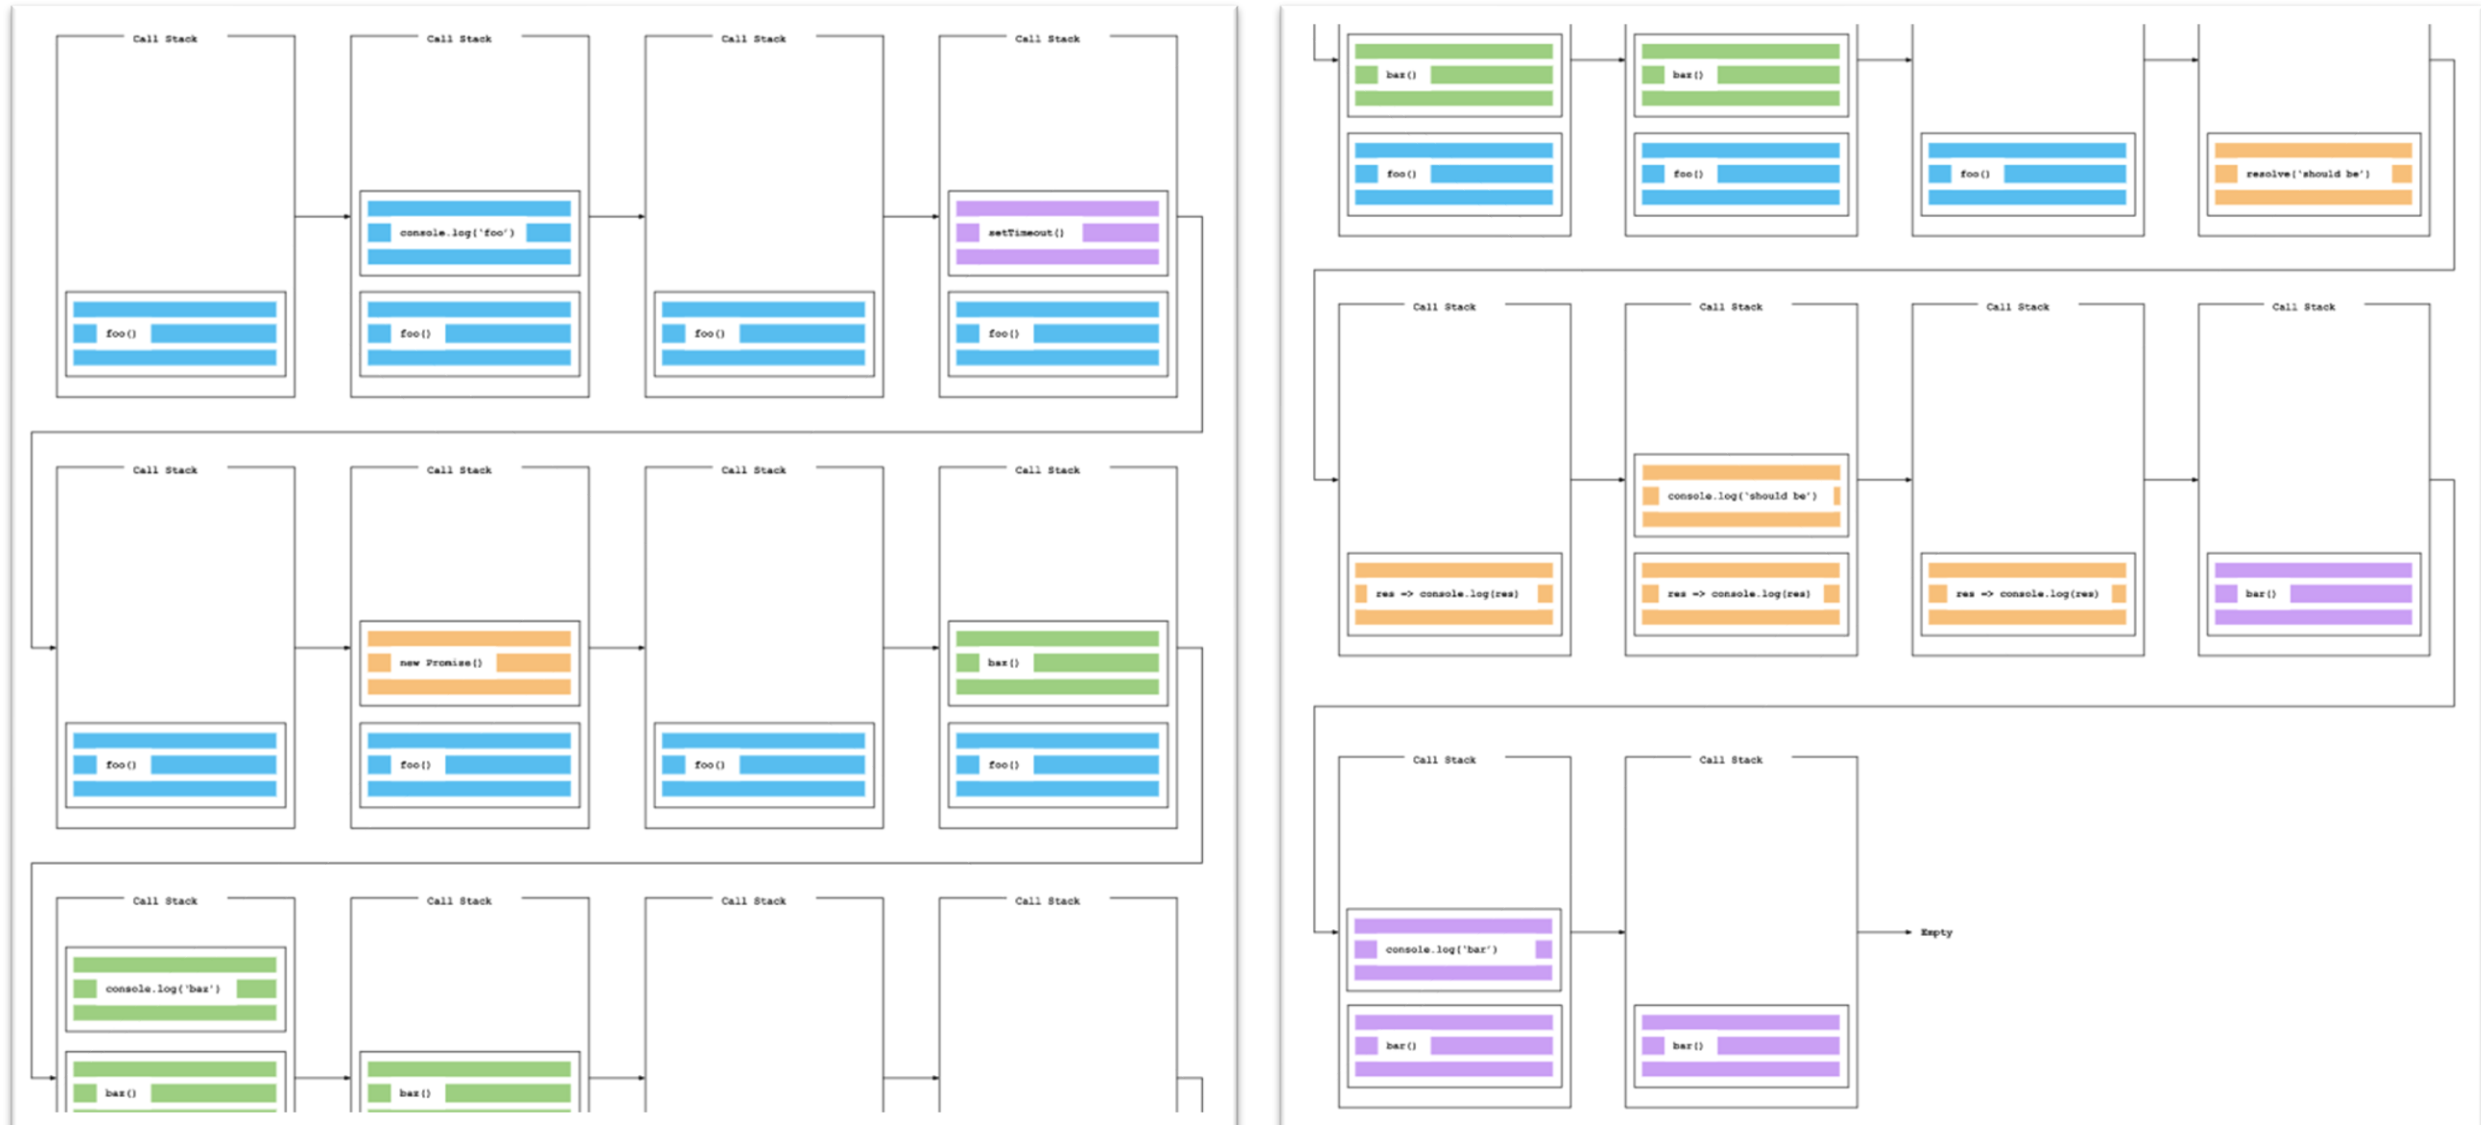 Call Stack
Call Stack
Call Stack
Call Stack
console.log('foo')
setTimeout()
foo()
foo()
foo()
foo()
Call Stack
Call Stack
Call Stack
Call Stack
new Promise()
baz()
foo()
foo()
foo()
foo()
Call Stack
Call Stack
Call Stack
Call Stack
console.log('baz')
baz()
baz()
baz()
baz()
foo()
foo()
foo()
resolve('should be')
Call Stack
Call Stack
Call Stack
Call Stack
console.log('should be')
res => console.log(res)
res => console.log(res)
res => console.log(res)
bar()
Call Stack
Call Stack
Empty
console.log('bar')
bar()
bar()